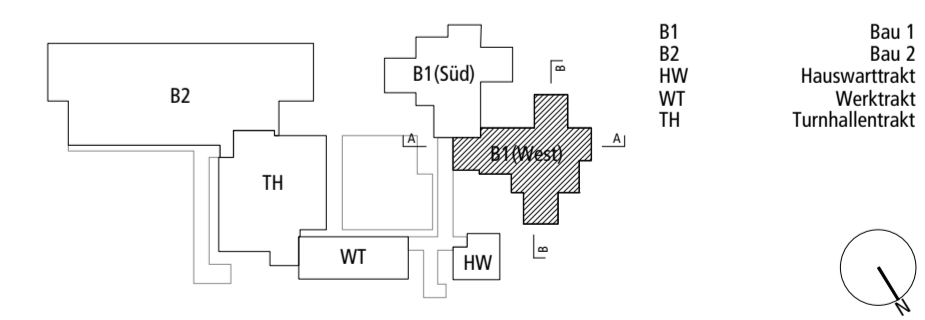 B1 Bau 1
B2 Bau 2
HW Hauswarttrakt
WT Werktrakt
TH Turnhallentrakt
B1(Süd)
B
B2
A
B1(West)
A
TH
B
WT
HW
N